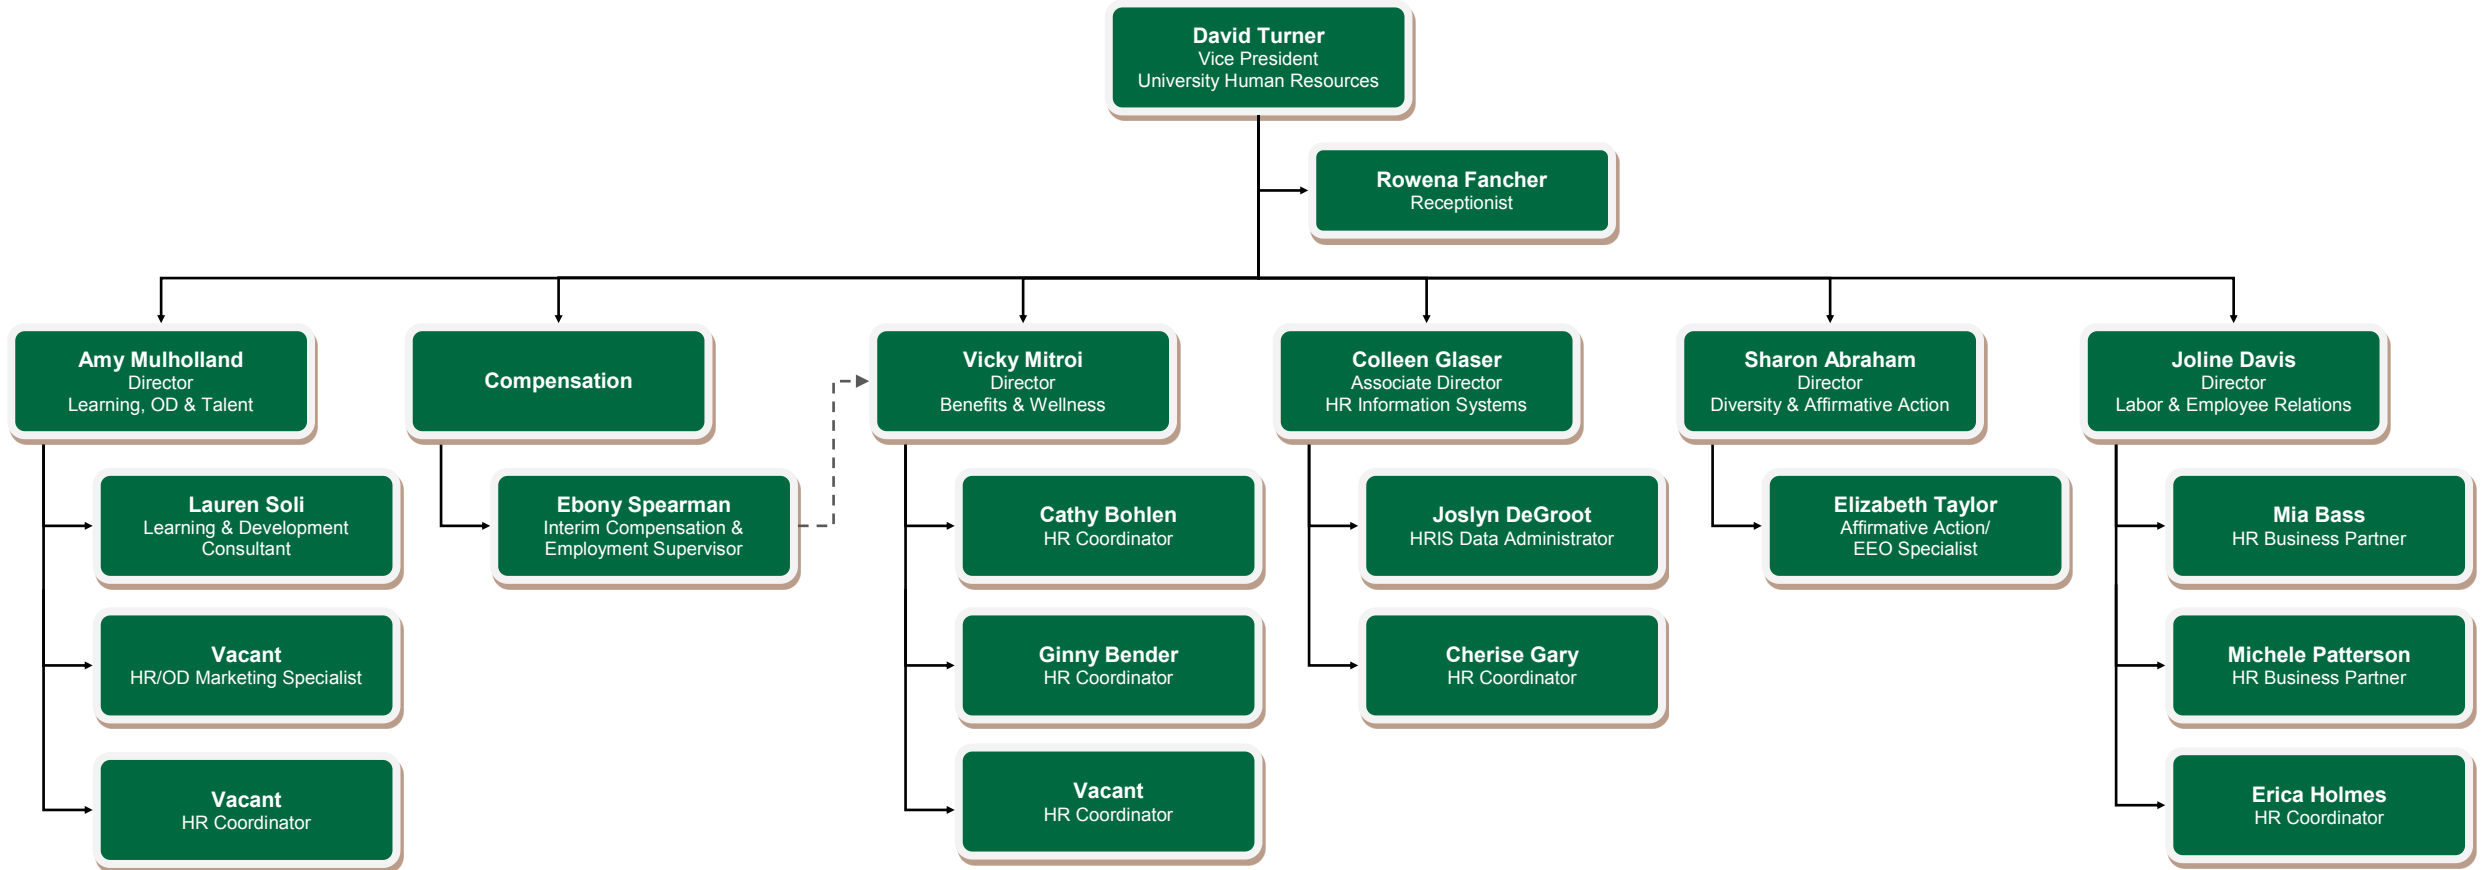 David Turner
Vice President
University Human Resources
Rowena Fancher
Receptionist
Amy Mulholland
Director
Learning, OD & Talent
Compensation
Vicky Mitroi
Director
Benefits & Wellness
Colleen Glaser
Associate Director
HR Information Systems
Sharon Abraham
Director
Diversity & Affirmative Action
Joline Davis
Director
Labor & Employee Relations
Lauren Soli
Learning & Development
Consultant
Ebony Spearman
Interim Compensation &
Employment Supervisor
Cathy Bohlen
HR Coordinator
Joslyn DeGroot
HRIS Data Administrator
Elizabeth Taylor
Affirmative Action/
EEO Specialist
Mia Bass
HR Business Partner
Vacant
HR/OD Marketing Specialist
Ginny Bender
HR Coordinator
Cherise Gary
HR Coordinator
Michele Patterson
HR Business Partner
Vacant
HR Coordinator
Vacant
HR Coordinator
Erica Holmes
HR Coordinator